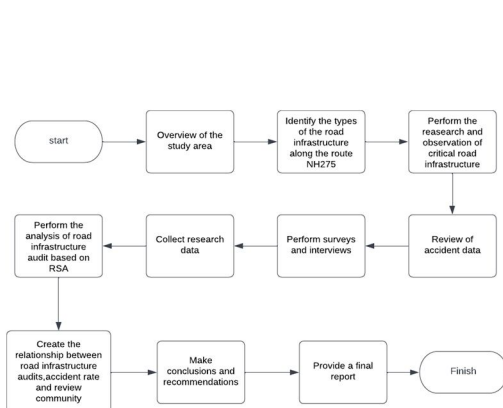 start
Overview of the
study area
Identify the types
of the road
infrastructure
along the route
NH275
Perform the
reasearch and
observation of
critical road
infrastructure
Review of
accident data
Perform surveys
and interviews
Collect research
data
Perform the
analysis of road
infrastructure
audit based on
RSA
Create the
relationship between
road infrastructure
audits,accident rate
and review
community
Make
conclusions and
recommendations
Provide a final
report
Finish